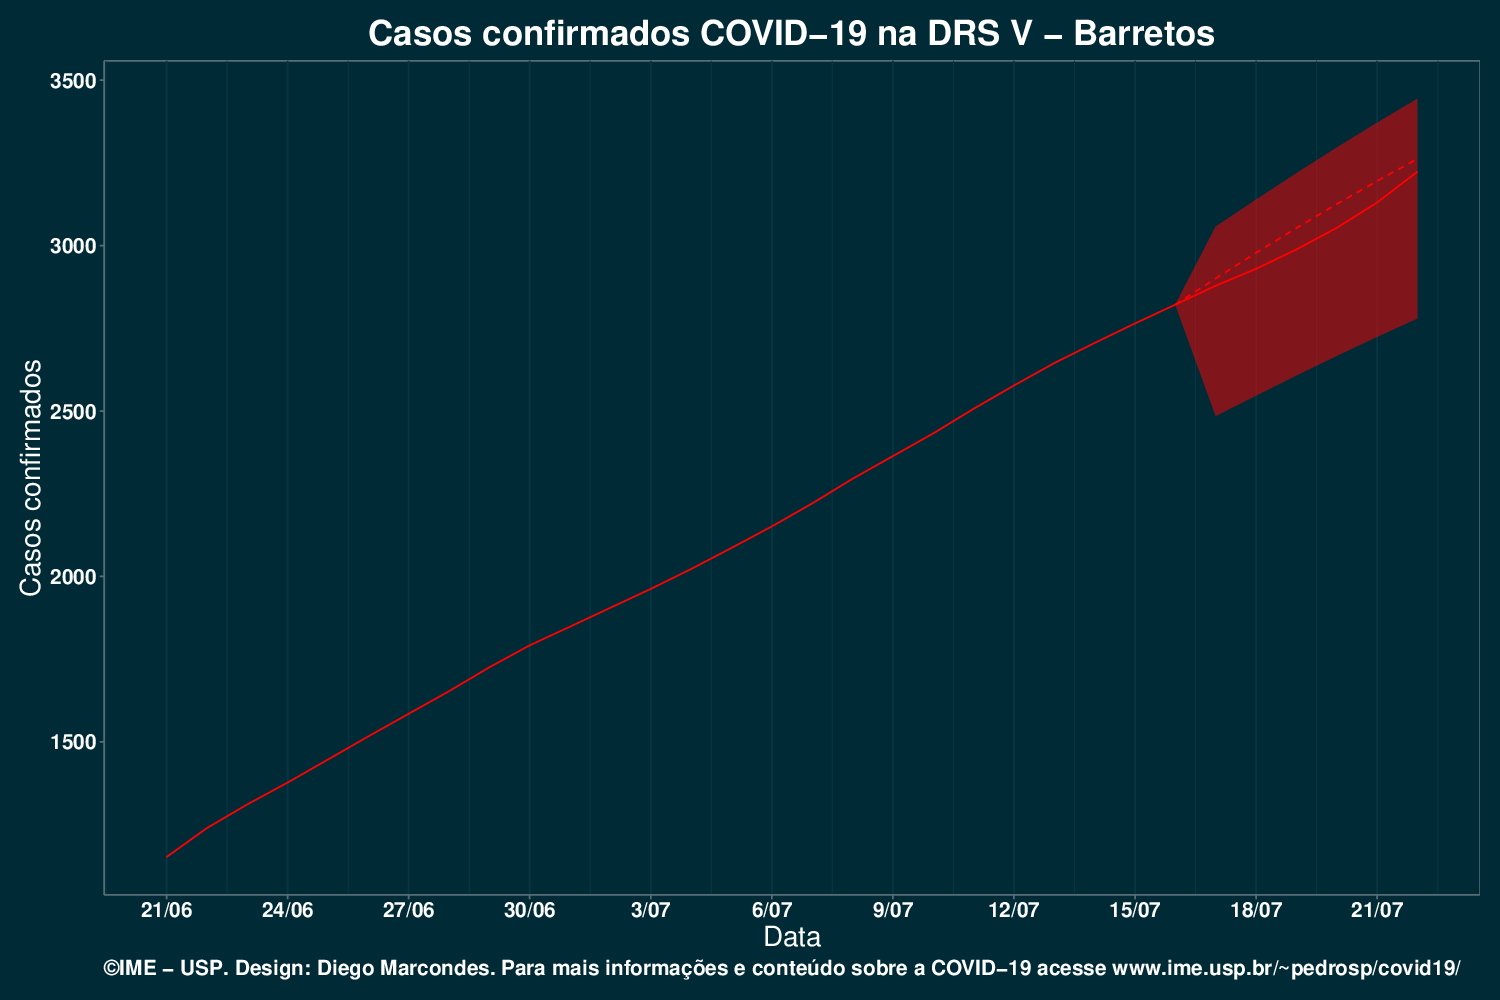 Casos confirmados COVID−19 na DRS V − Barretos
Casos confirmados
3500
3000
2500
2000
1500
21/06 24/06 27/06 30/06 3/07 6/07 9/07 12/07 15/07 18/07 21/07
Data
©IME − USP. Design: Diego Marcondes. Para mais informações e conteúdo sobre a COVID−19 acesse www.ime.usp.br/~pedrosp/covid19/